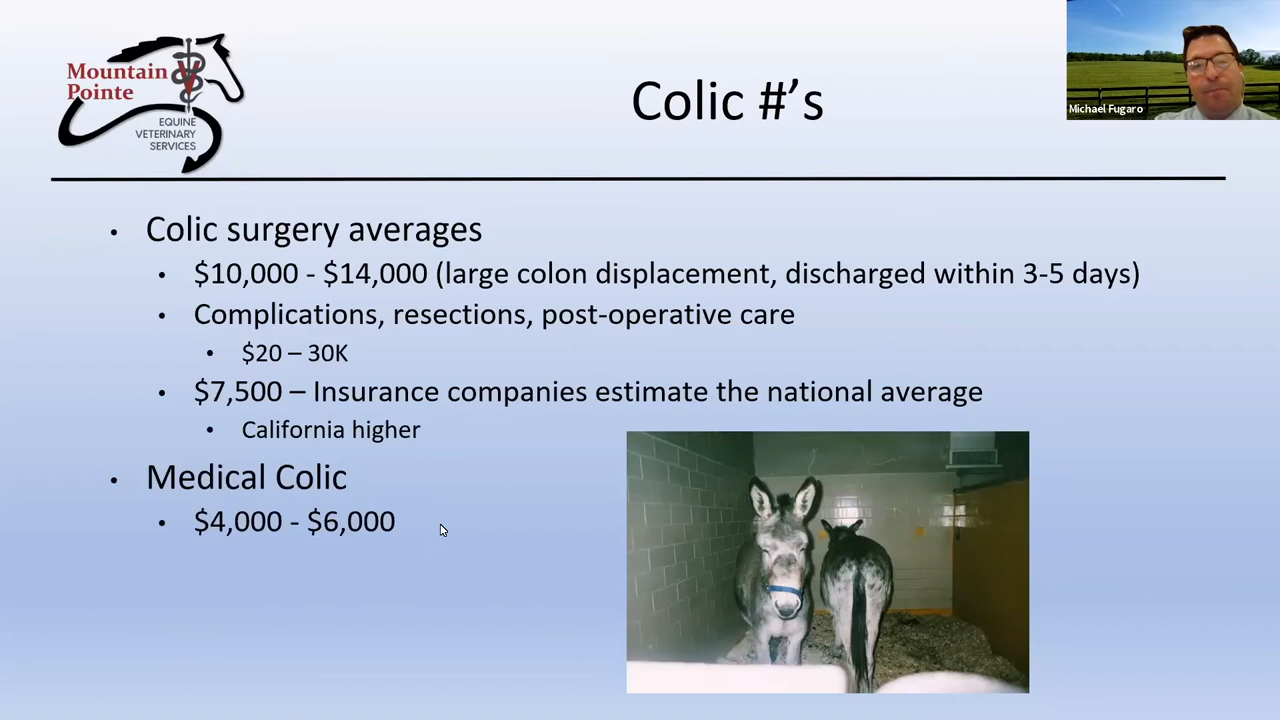 Mountain
Pointe
EQUINE
VETERINARY
SERVICES
Colic #’s
Michael Fugaro
• Colic surgery averages
• $10,000 - $14,000 (large colon displacement, discharged within 3-5 days)
• Complications, resections, post-operative care
• $20 – 30K
• $7,500 – Insurance companies estimate the national average
• California higher
• Medical Colic
• $4,000 - $6,000